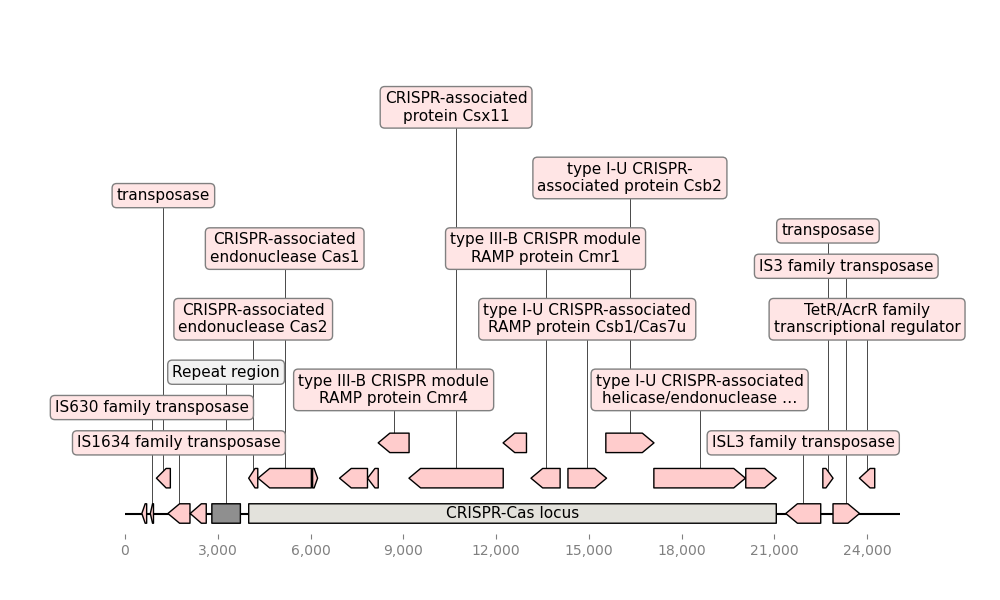 CRISPR-associated
protein Csx11
type I-U CRISPR-
associated protein Csb2
transposase
transposase
CRISPR-associated
endonuclease Cas1
type III-B CRISPR module
RAMP protein Cmr1
IS3 family transposase
CRISPR-associated
endonuclease Cas2
type I-U CRISPR-associated
RAMP protein Csb1/Cas7u
TetR/AcrR family
transcriptional regulator
Repeat region
type III-B CRISPR module
RAMP protein Cmr4
type I-U CRISPR-associated
helicase/endonuclease ...
IS630 family transposase
IS1634 family transposase
ISL3 family transposase
CRISPR-Cas locus
0 3,000 6,000 9,000 12,000 15,000 18,000 21,000 24,000